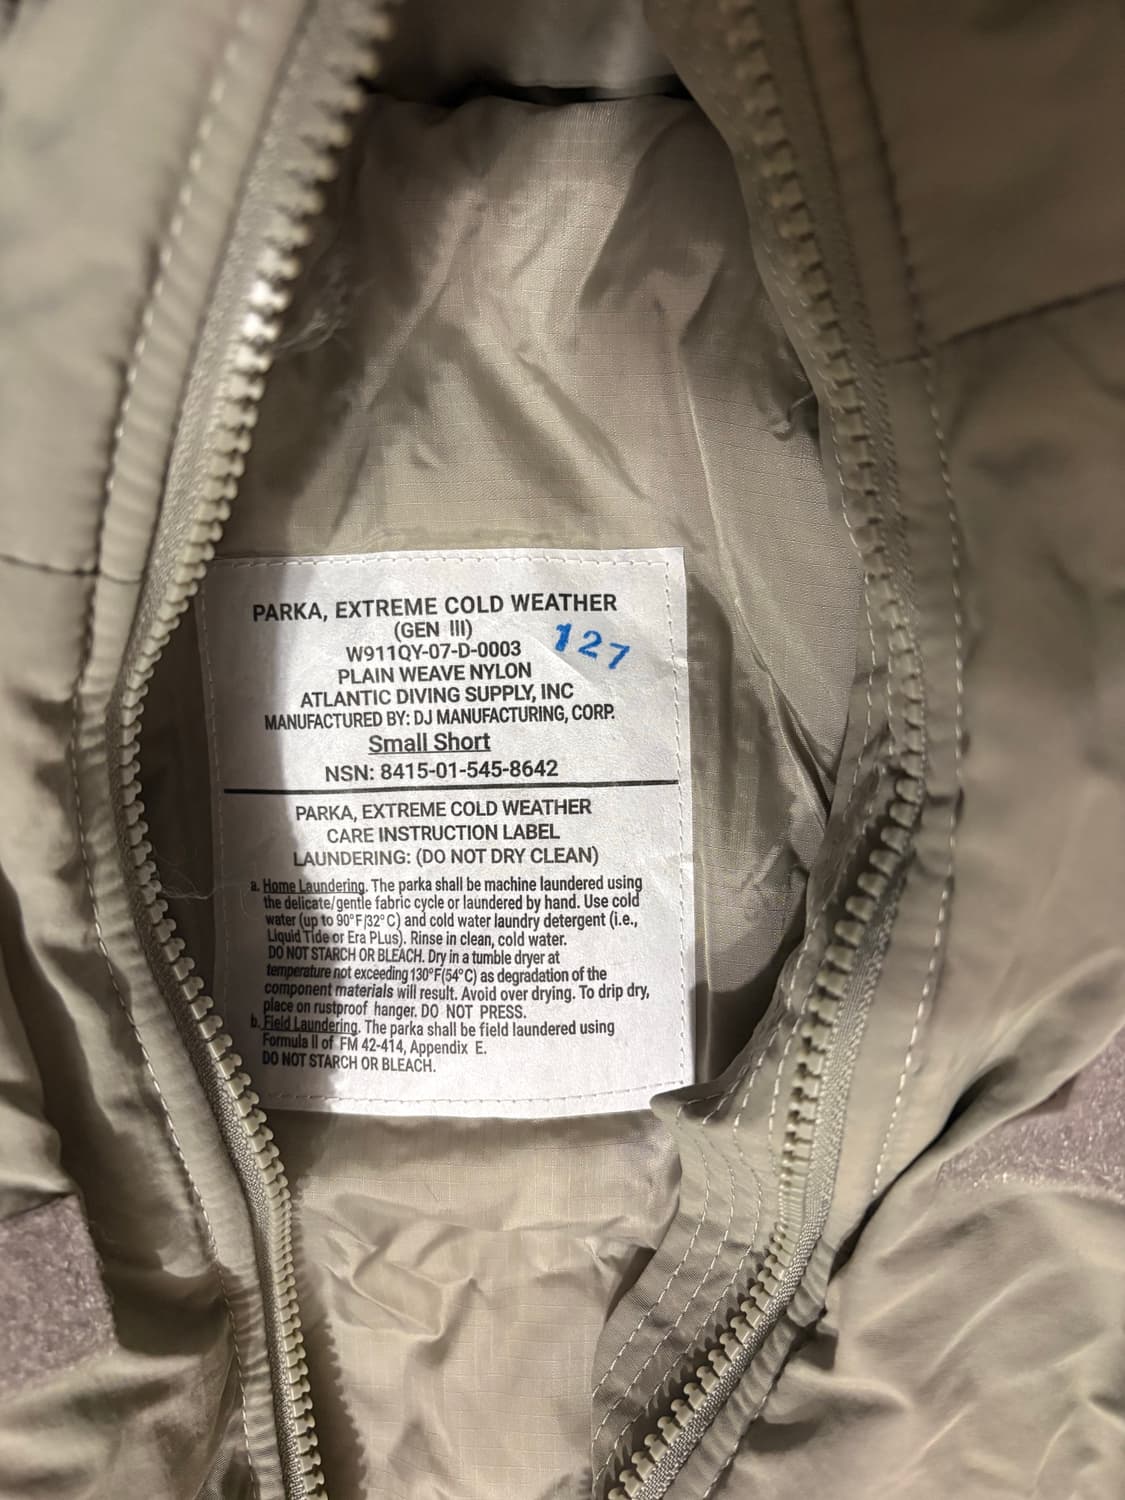 PARKA, EXTREME COLD WEATHER
(GEN III)
W911QY-07-D-0003
127
PLAIN WEAVE NYLON
ATLANTIC DIVING SUPPLY, INC
MANUFACTURED BY: DJ MANUFACTURING, CORP.
Small Short
NSN: 8415-01-545-8642
PARKA, EXTREME COLD WEATHER
CARE INSTRUCTION LABEL
LAUNDERING: (DO NOT DRY CLEAN)
a. Home Laundering. The parka shall be machine laundered using
the delicate/gentle fabric cycle or laundered by hand. Use cold
water (up to 90°F/32°C) and cold water laundry detergent (i.e.,
Liquid Tide or Era PLus). Rinse in clean, cold water.
DO NOT STARCH OR BLEACH. Dry in a tumble dryer at
temperature not exceeding 130°F(54°C) as degradation of the
component materials will result. Avoid over drying. To drip dry,
place on rustproof hanger. DO NOT PRESS.
b. Field Laundering. The parka shall be field laundered using
Formula II of FM 42-414, Appendix E.
DO NOT STARCH OR BLEACH.